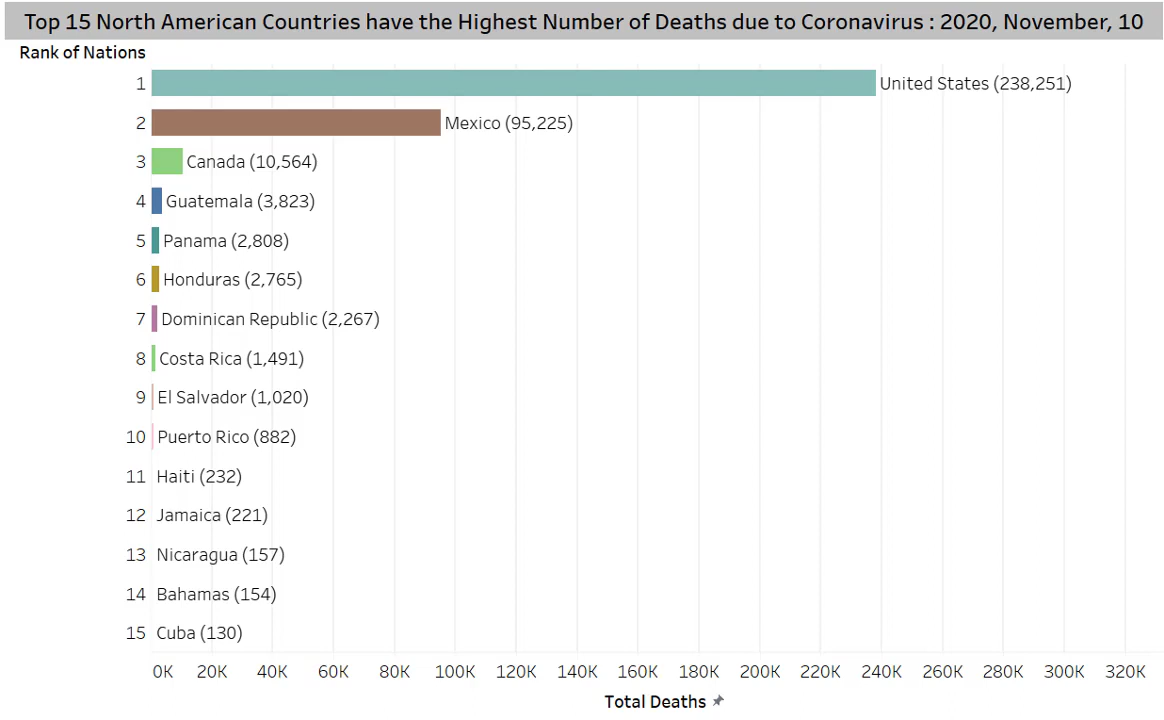 Top 15 North American Countries have the Highest Number of Deaths due to Coronavirus : 2020, November, 10
Rank of Nations
1 United States (238,251)
2 Mexico (95,225)
3 Canada (10,564)
4 Guatemala (3,823)
5 Panama (2,808)
6 Honduras (2,765)
7 Dominican Republic (2,267)
8 Costa Rica (1,491)
9 El Salvador (1,020)
10 Puerto Rico (882)
11 Haiti (232)
12 Jamaica (221)
13 Nicaragua (157)
14 Bahamas (154)
15 Cuba (130)
0K 20K 40K 60K 80K 100K 120K 140K 160K 180K 200K 220K 240K 260K 280K 300K 320K
Total Deaths